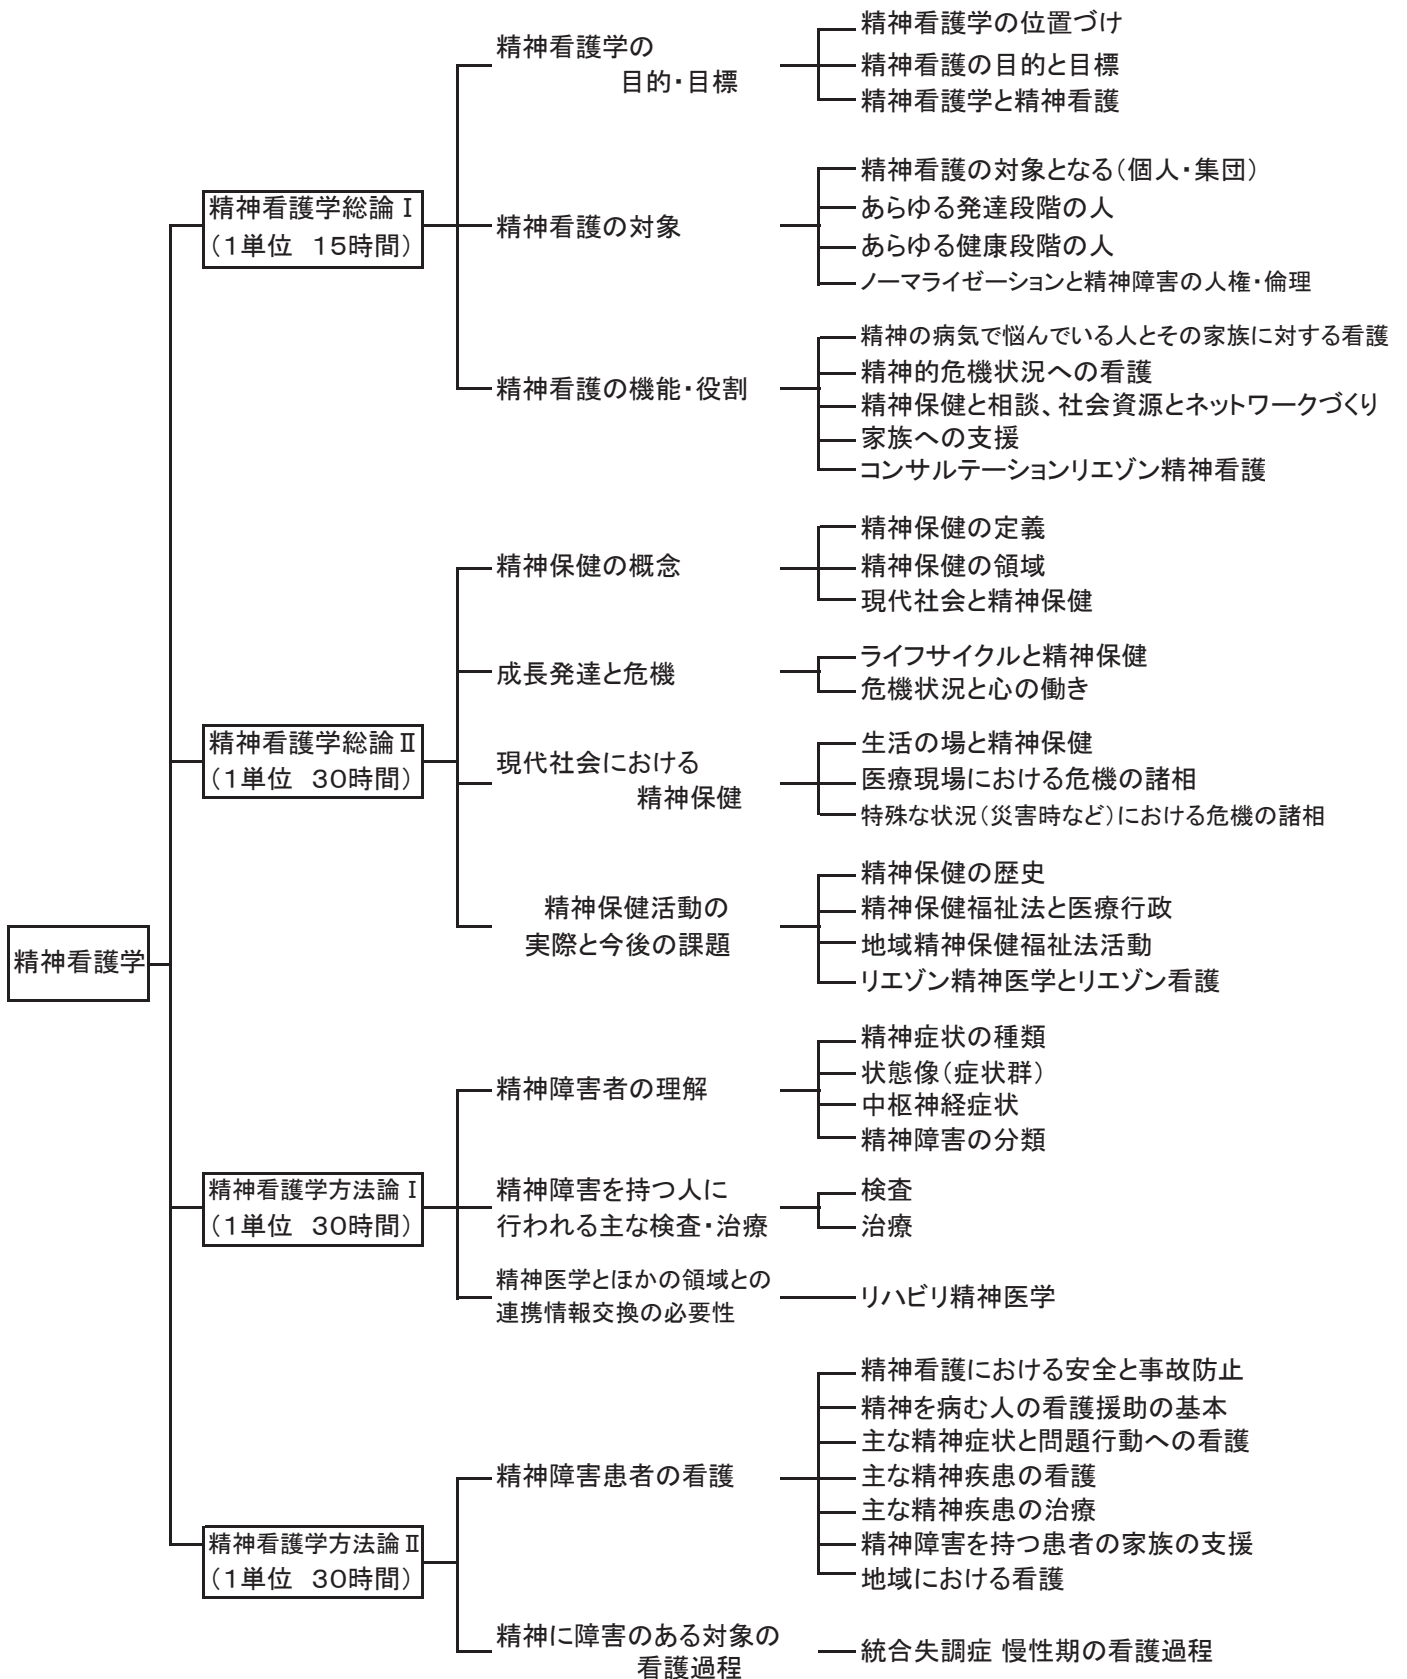 精神看護学
精神看護学総論Ⅰ
（1単位　15時間）
精神看護学の
目的・目標
精神看護学の位置づけ
精神看護の目的と目標
精神看護学と精神看護
精神看護の対象
精神看護の対象となる（個人・集団）
あらゆる発達段階の人
あらゆる健康段階の人
ノーマライゼーションと精神障害の人権・倫理
精神看護の機能・役割
精神の病気で悩んでいる人とその家族に対する看護
精神的危機状況への看護
精神保健と相談、社会資源とネットワークづくり
家族への支援
コンサルテーションリエゾン精神看護
精神看護学総論Ⅱ
（1単位　30時間）
精神保健の概念
精神保健の定義
精神保健の領域
現代社会と精神保健
成長発達と危機
ライフサイクルと精神保健
危機状況と心の働き
現代社会における
精神保健
生活の場と精神保健
医療現場における危機の諸相
特殊な状況（災害時など）における危機の諸相
精神保健活動の
実際と今後の課題
精神保健の歴史
精神保健福祉法と医療行政
地域精神保健福祉法活動
リエゾン精神医学とリエゾン看護
精神看護学方法論Ⅰ
（1単位　30時間）
精神障害者の理解
精神症状の種類
状態像（症状群）
中枢神経症状
精神障害の分類
精神障害を持つ人に
行われる主な検査・治療
検査
治療
精神医学とほかの領域との
連携情報交換の必要性
リハビリ精神医学
精神看護学方法論Ⅱ
（1単位　30時間）
精神障害患者の看護
精神看護における安全と事故防止
精神を病む人の看護援助の基本
主な精神症状と問題行動への看護
主な精神疾患の看護
主な精神疾患の治療
精神障害を持つ患者の家族の支援
地域における看護
精神に障害のある対象の
看護過程
統合失調症 慢性期の看護過程